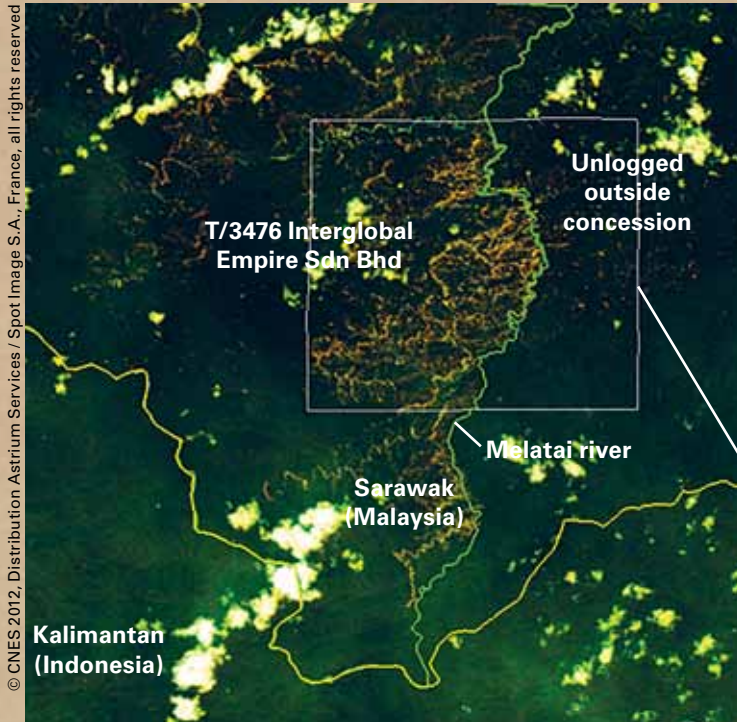 © CNES 2012, Distribution Astrium Services / Spot Image S.A., France, all rights reserved
Unlogged
outside
concession
T/3476 Interglobal
Empire Sdn Bhd
Melatai river
Sarawak
(Malaysia)
Kalimantan
(Indonesia)